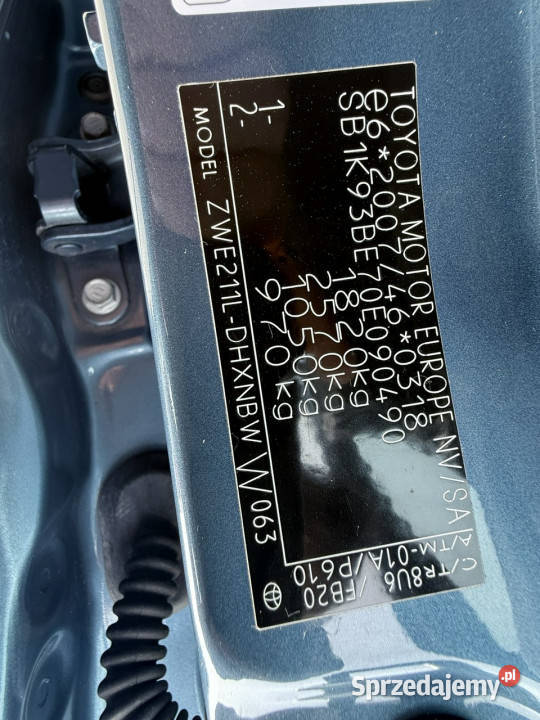 TOYOTA MOTOR EUROPE NV/SA
e6*2007/46*0318
SB1K93BE70E090490
1820kg
2570kg
1- 1050kg
2- 970kg
MODEL ZWE211L-DHXNBW W/063
C/TR8U6 /FB20
A/TM-01A/P610
Sprzedajemy.pl